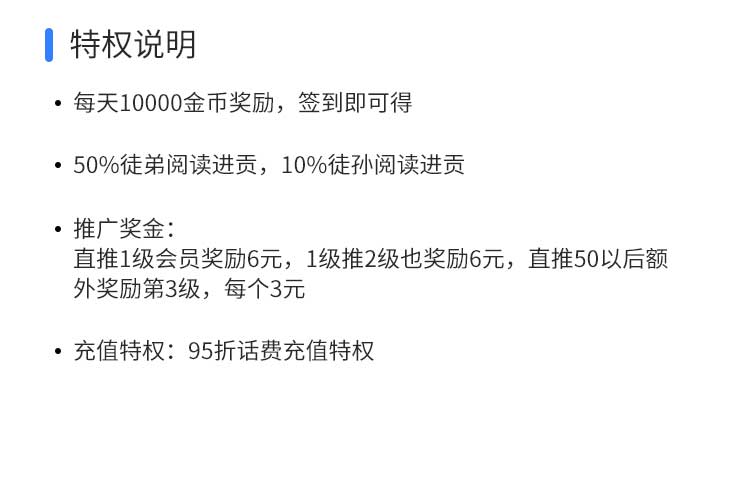 特权说明
• 每天10000金币奖励，签到即可得
• 50%徒弟阅读进贡，10%徒孙阅读进贡
• 推广奖金：
直推1级会员奖励6元，1级推2级也奖励6元，直推50以后额
外奖励第3级，每个3元
• 充值特权：95折话费充值特权